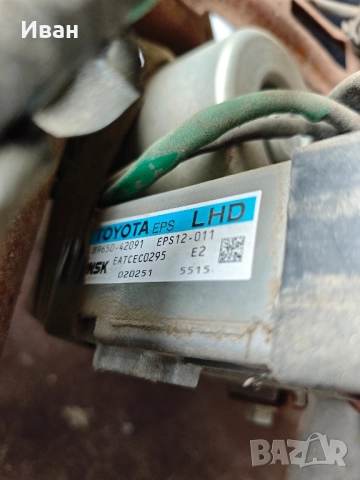 Иван
TOYOTA EPS LHD
89650-42091 EPS12-011
NSK EATCEC0295 E2
020251 5515
BAZAR